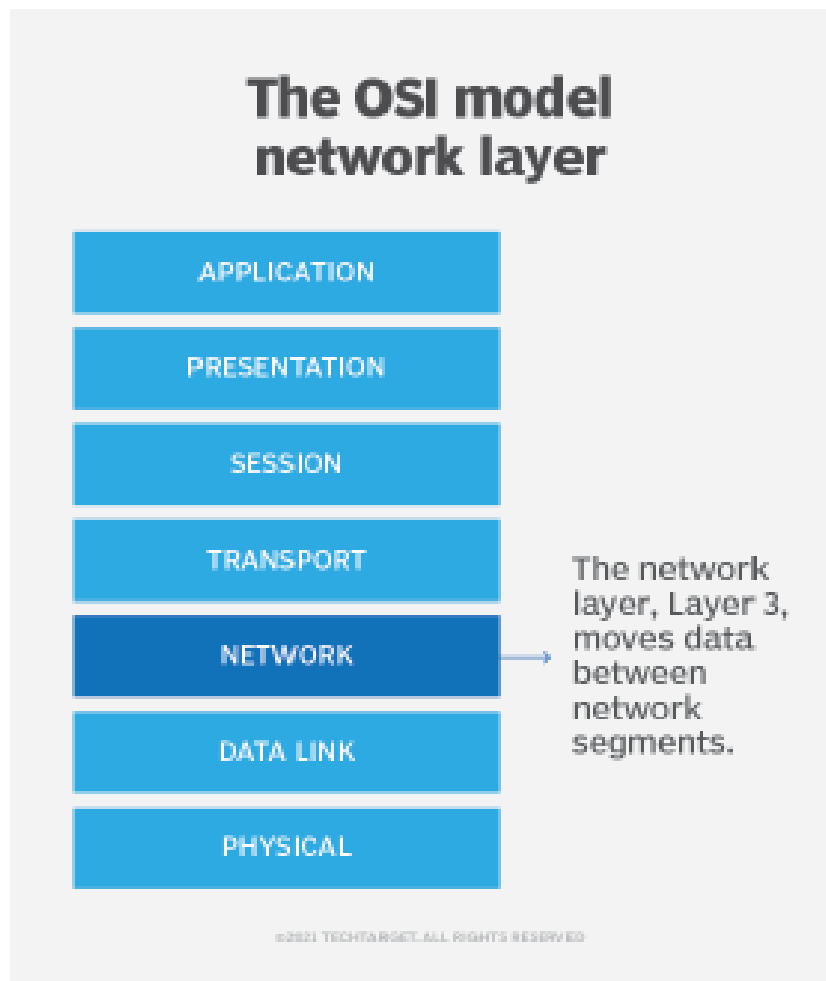 The OSI model
network layer
APPLICATION
PRESENTATION
SESSION
TRANSPORT
NETWORK
The network
layer, Layer 3,
moves data
between
network
segments.
DATA LINK
PHYSICAL
©2021 TECHTARGET. ALL RIGHTS RESERVED